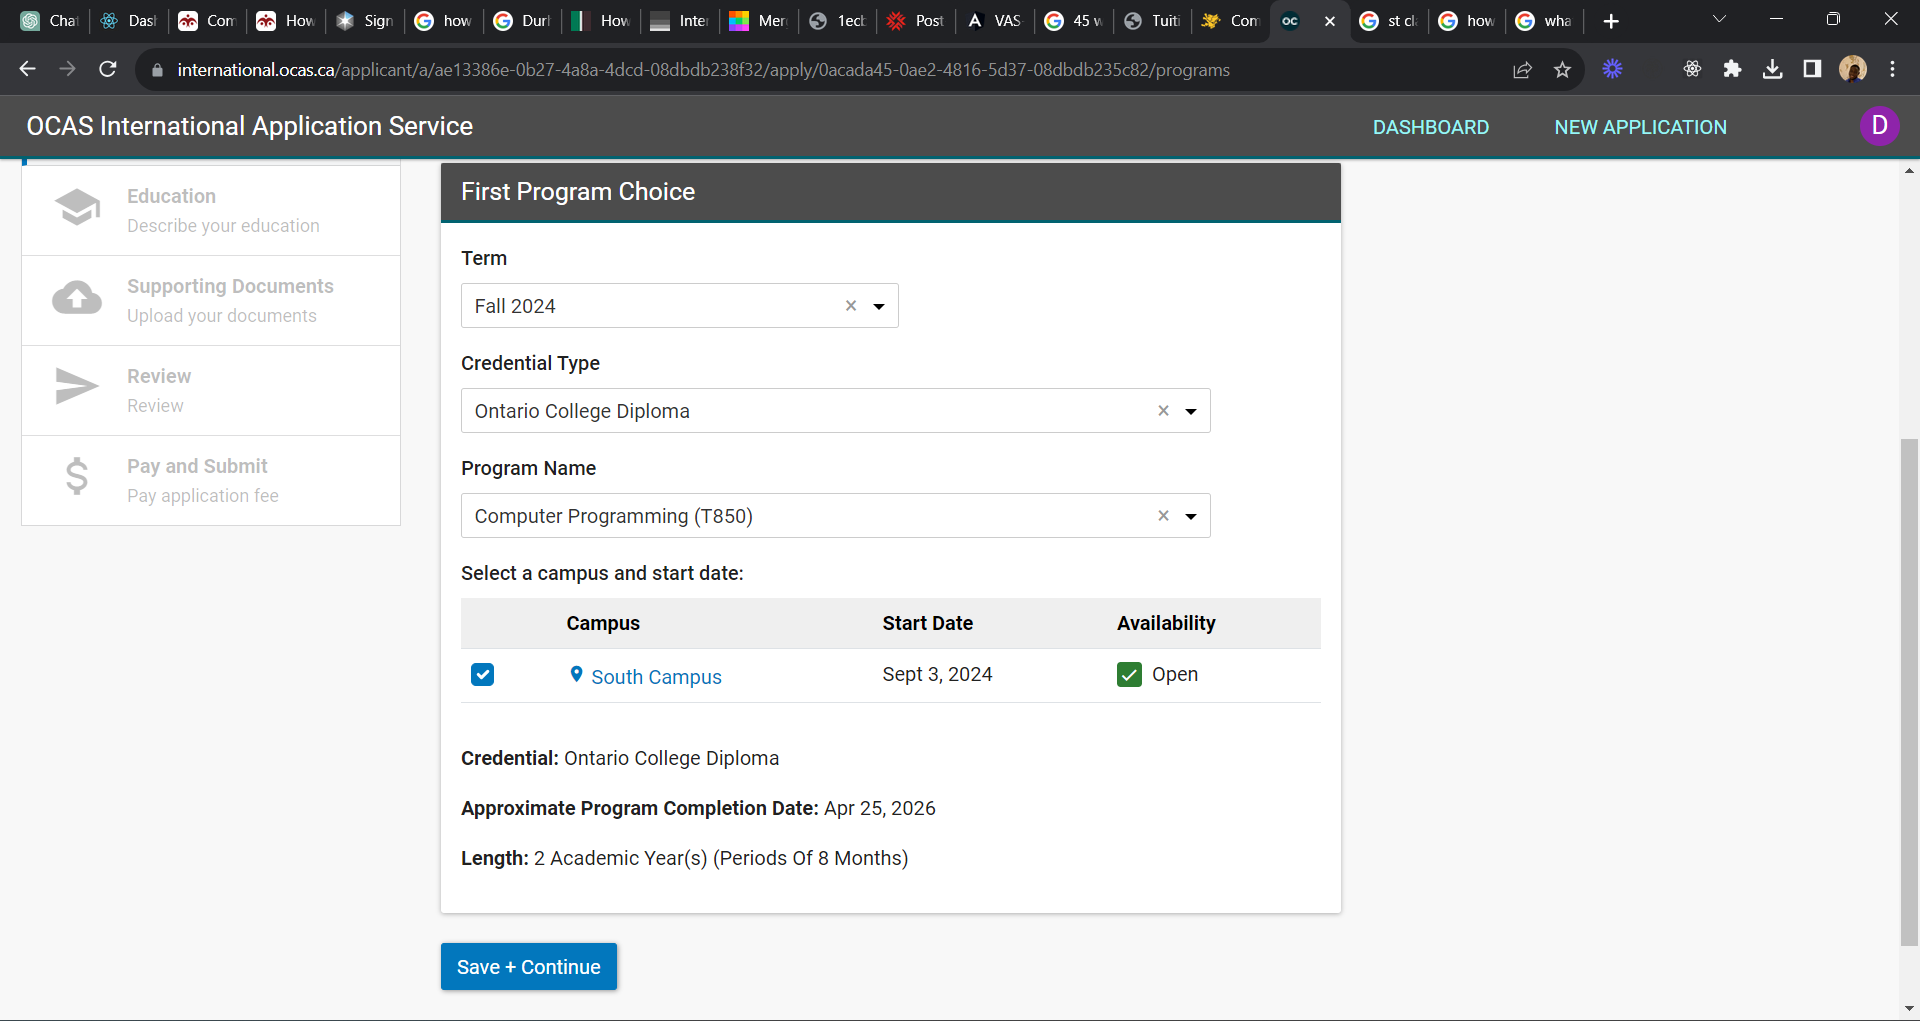 Chat
Dash
Com
How
Sign
how
Durh
How
Inter
Mer
1ect
Post
VAS
45 w
Tuiti
Com
st cl
how
wha
international.ocas.ca/applicant/a/ae13386e-0b27-4a8a-4dcd-08dbdb238f32/apply/0acada45-0ae2-4816-5d37-08dbdb235c82/programs
OCAS International Application Service
DASHBOARD
NEW APPLICATION
D
Education
Describe your education
Supporting Documents
Upload your documents
Review
Review
Pay and Submit
Pay application fee
First Program Choice
Term
Fall 2024
Credential Type
Ontario College Diploma
Program Name
Computer Programming (T850)
Select a campus and start date:
Campus Start Date Availability
South Campus Sept 3, 2024 Open
Credential: Ontario College Diploma
Approximate Program Completion Date: Apr 25, 2026
Length: 2 Academic Year(s) (Periods Of 8 Months)
Save + Continue